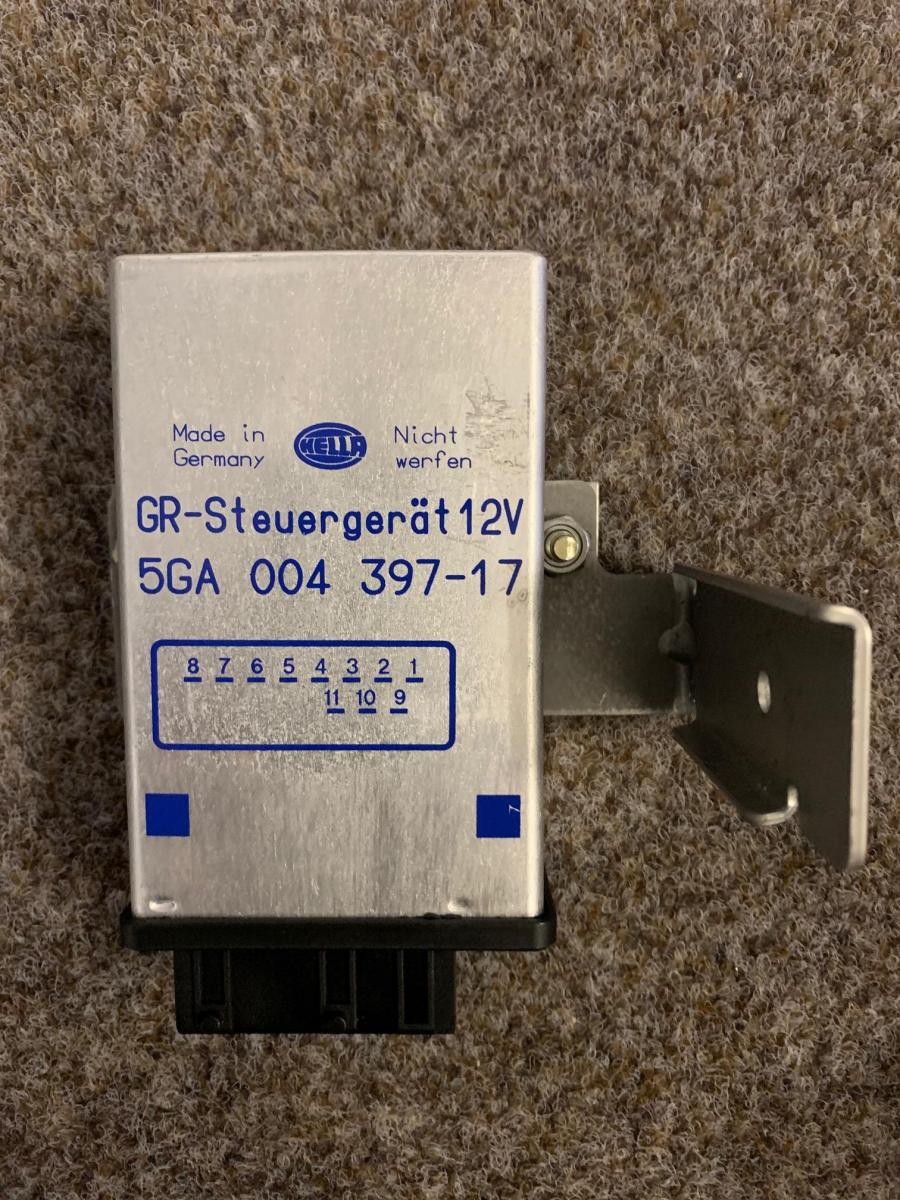 Made in
Germany
HELLA
Nicht
werfen
GR-Steuergerät 12V
5GA 004 397-17
8 7 6 5 4 3 2 1
11 10 9
7